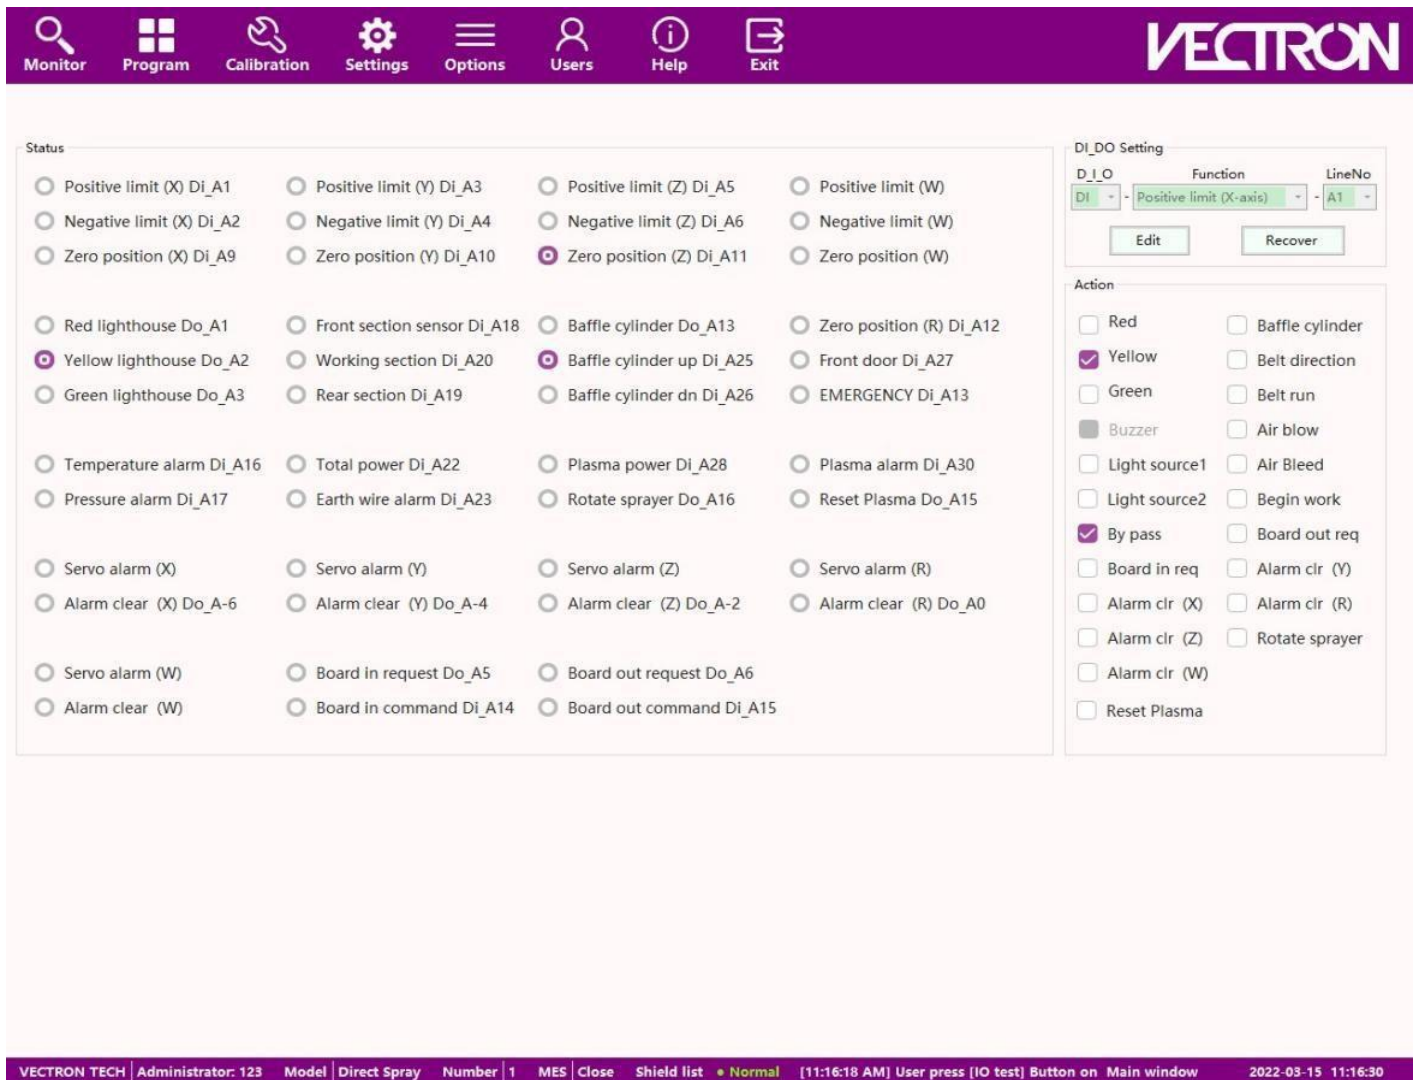 Monitor Program Calibration Settings Options Users Help Exit VECTRON
Status
Positive limit (X) Di_A1 Positive limit (Y) Di_A3 Positive limit (Z) Di_A5 Positive limit (W)
Negative limit (X) Di_A2 Negative limit (Y) Di_A4 Negative limit (Z) Di_A6 Negative limit (W)
Zero position (X) Di_A9 Zero position (Y) Di_A10 Zero position (Z) Di_A11 Zero position (W)
Red lighthouse Do_A1 Front section sensor Di_A18 Baffle cylinder Do_A13 Zero position (R) Di_A12
Yellow lighthouse Do_A2 Working section Di_A20 Baffle cylinder up Di_A25 Front door Di_A27
Green lighthouse Do_A3 Rear section Di_A19 Baffle cylinder dn Di_A26 EMERGENCY Di_A13
Temperature alarm Di_A16 Total power Di_A22 Plasma power Di_A28 Plasma alarm Di_A30
Pressure alarm Di_A17 Earth wire alarm Di_A23 Rotate sprayer Do_A16 Reset Plasma Do_A15
Servo alarm (X) Servo alarm (Y) Servo alarm (Z) Servo alarm (R)
Alarm clear (X) Do_A-6 Alarm clear (Y) Do_A-4 Alarm clear (Z) Do_A-2 Alarm clear (R) Do_A0
Servo alarm (W) Board in request Do_A5 Board out request Do_A6
Alarm clear (W) Board in command Di_A14 Board out command Di_A15
DI_DO Setting
D_I_O Function LineNo
DI - Positive limit (X-axis) - A1
Edit Recover
Action
Red Baffle cylinder
Yellow Belt direction
Green Belt run
Buzzer Air blow
Light source1 Air Bleed
Light source2 Begin work
By pass Board out req
Board in req Alarm clr (Y)
Alarm clr (X) Alarm clr (R)
Alarm clr (Z) Rotate sprayer
Alarm clr (W)
Reset Plasma
VECTRON TECH Administrator: 123 Model Direct Spray Number 1 MES Close Shield list Normal [11:16:18 AM] User press [IO test] Button on Main window 2022-03-15 11:16:30